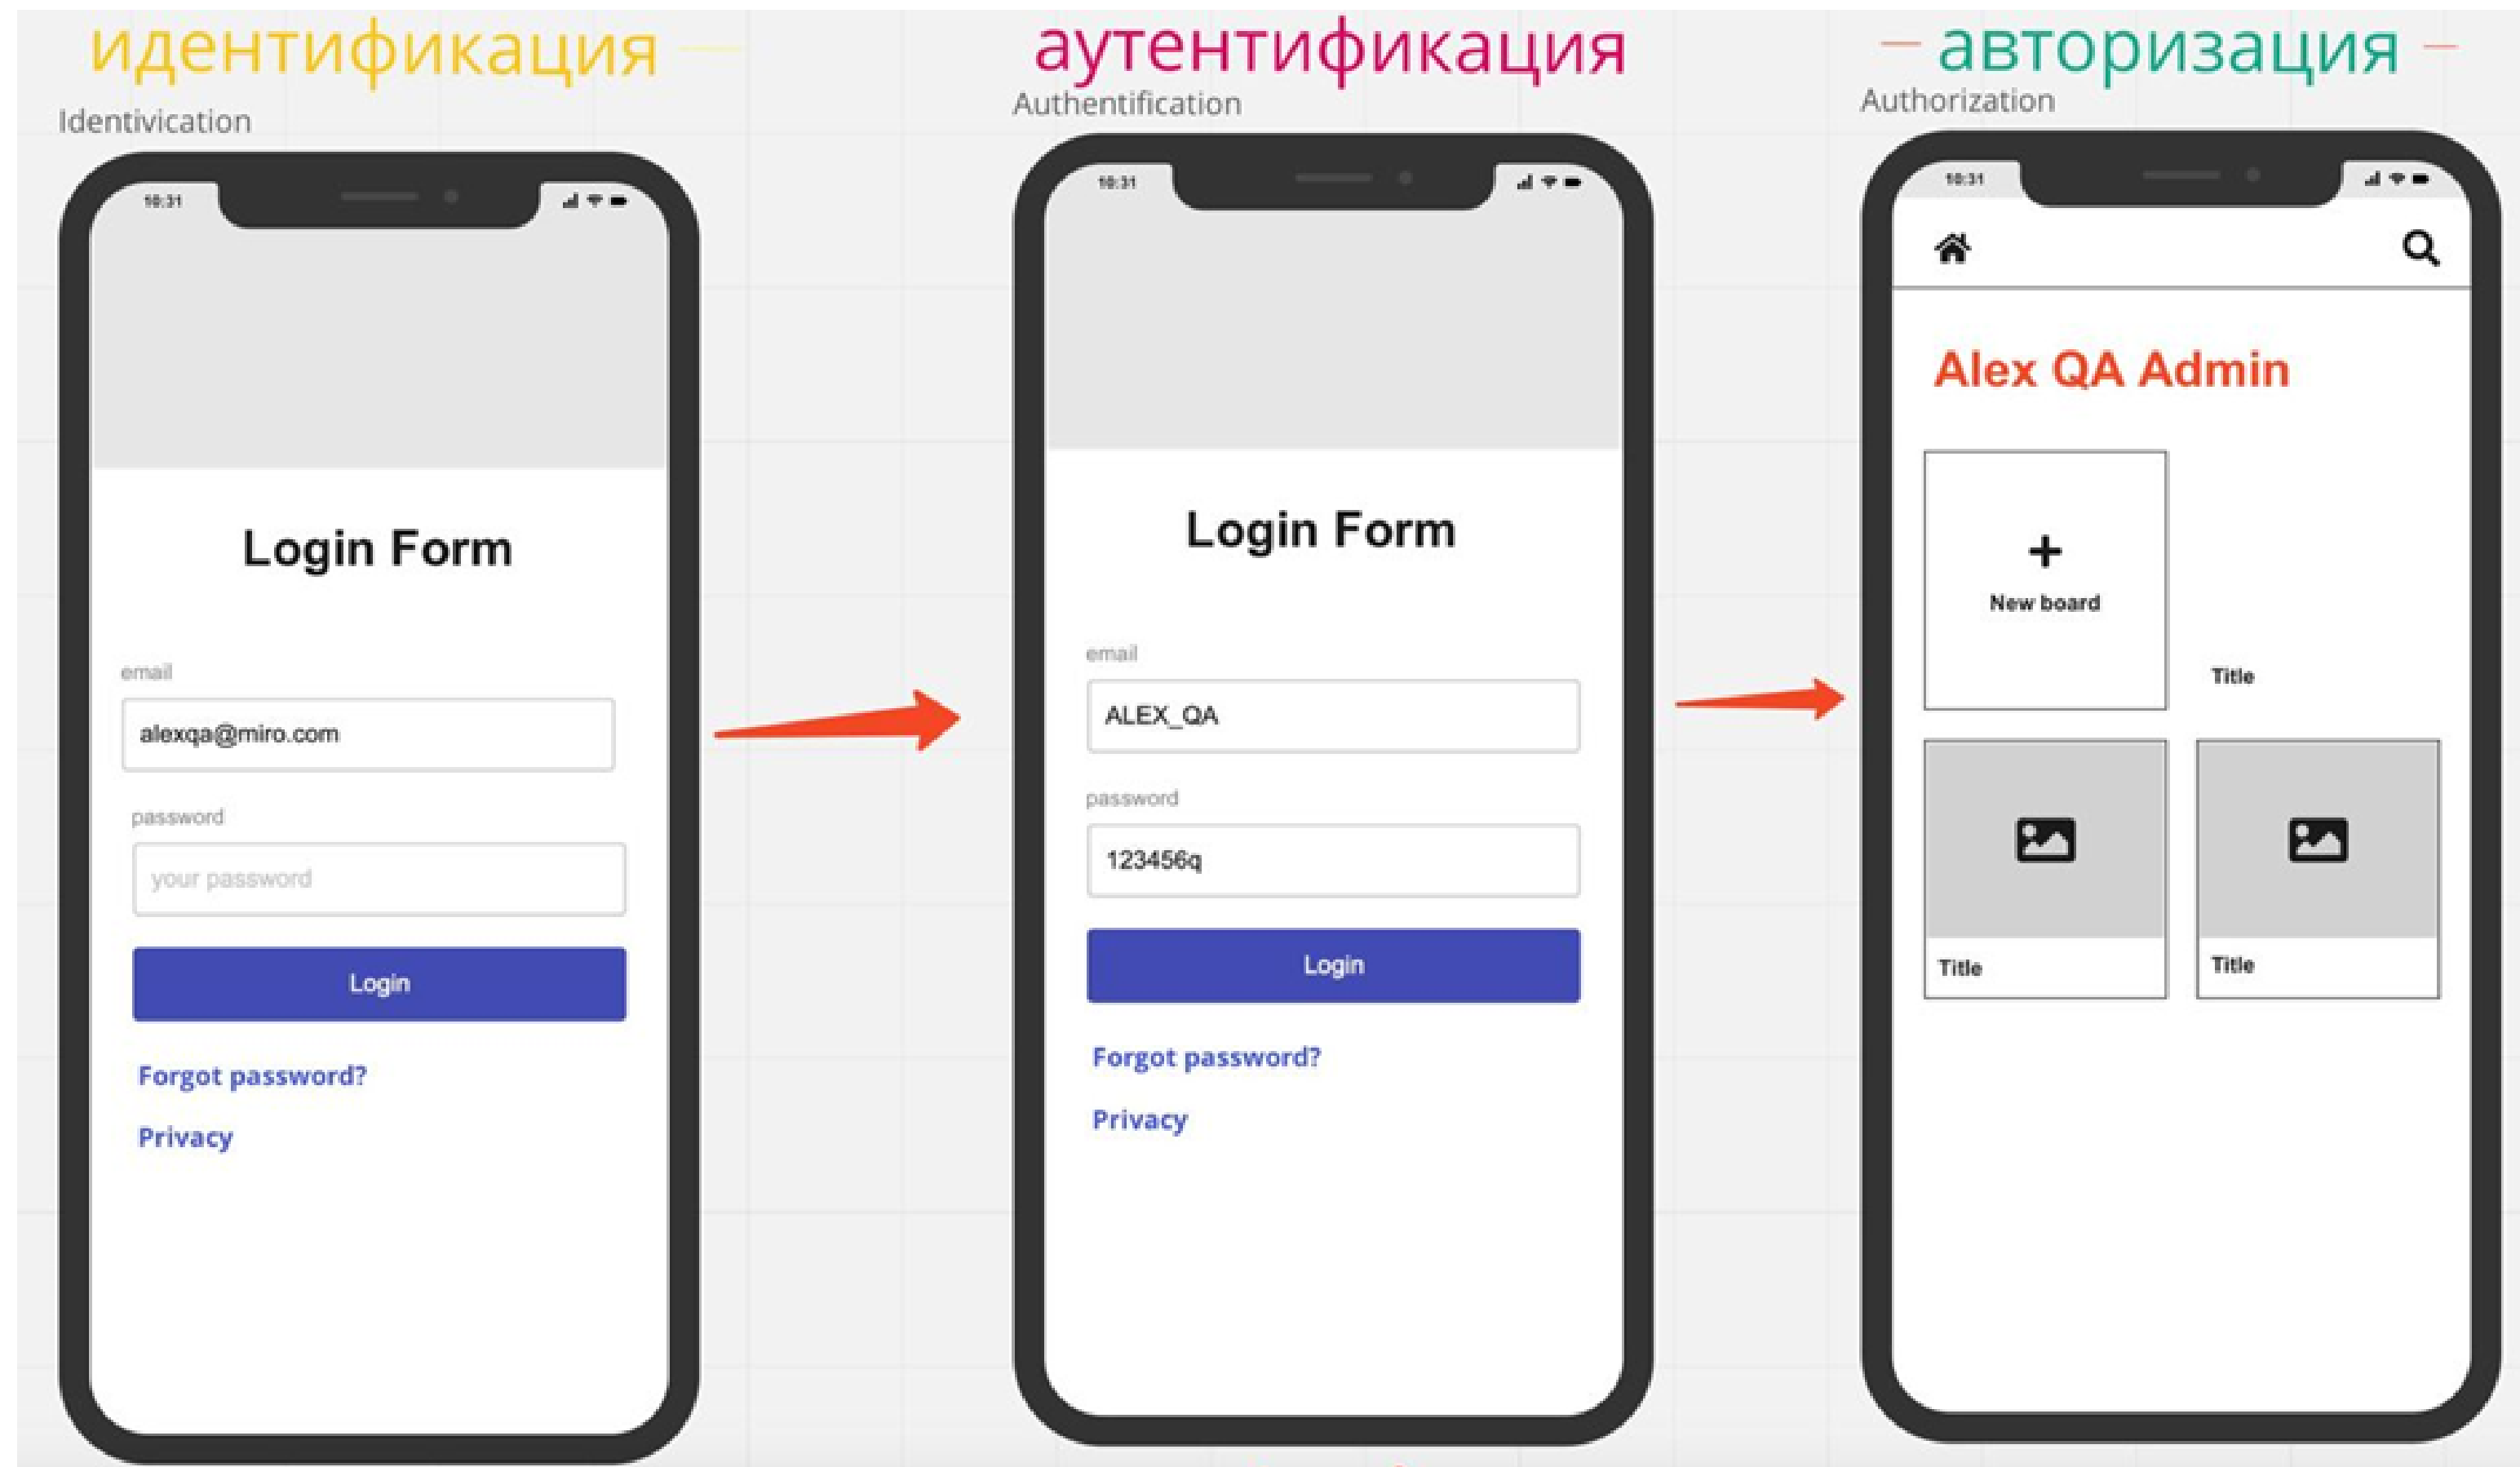 идентификация
Identivication
10:31
Login Form
email
alexqa@miro.com
password
your password
Login
Forgot password?
Privacy
аутентификация
Authentification
10:31
Login Form
email
ALEX_QA
password
123456q
Login
Forgot password?
Privacy
авторизация
Authorization
10:31
Alex QA Admin
New board
Title
Title
Title